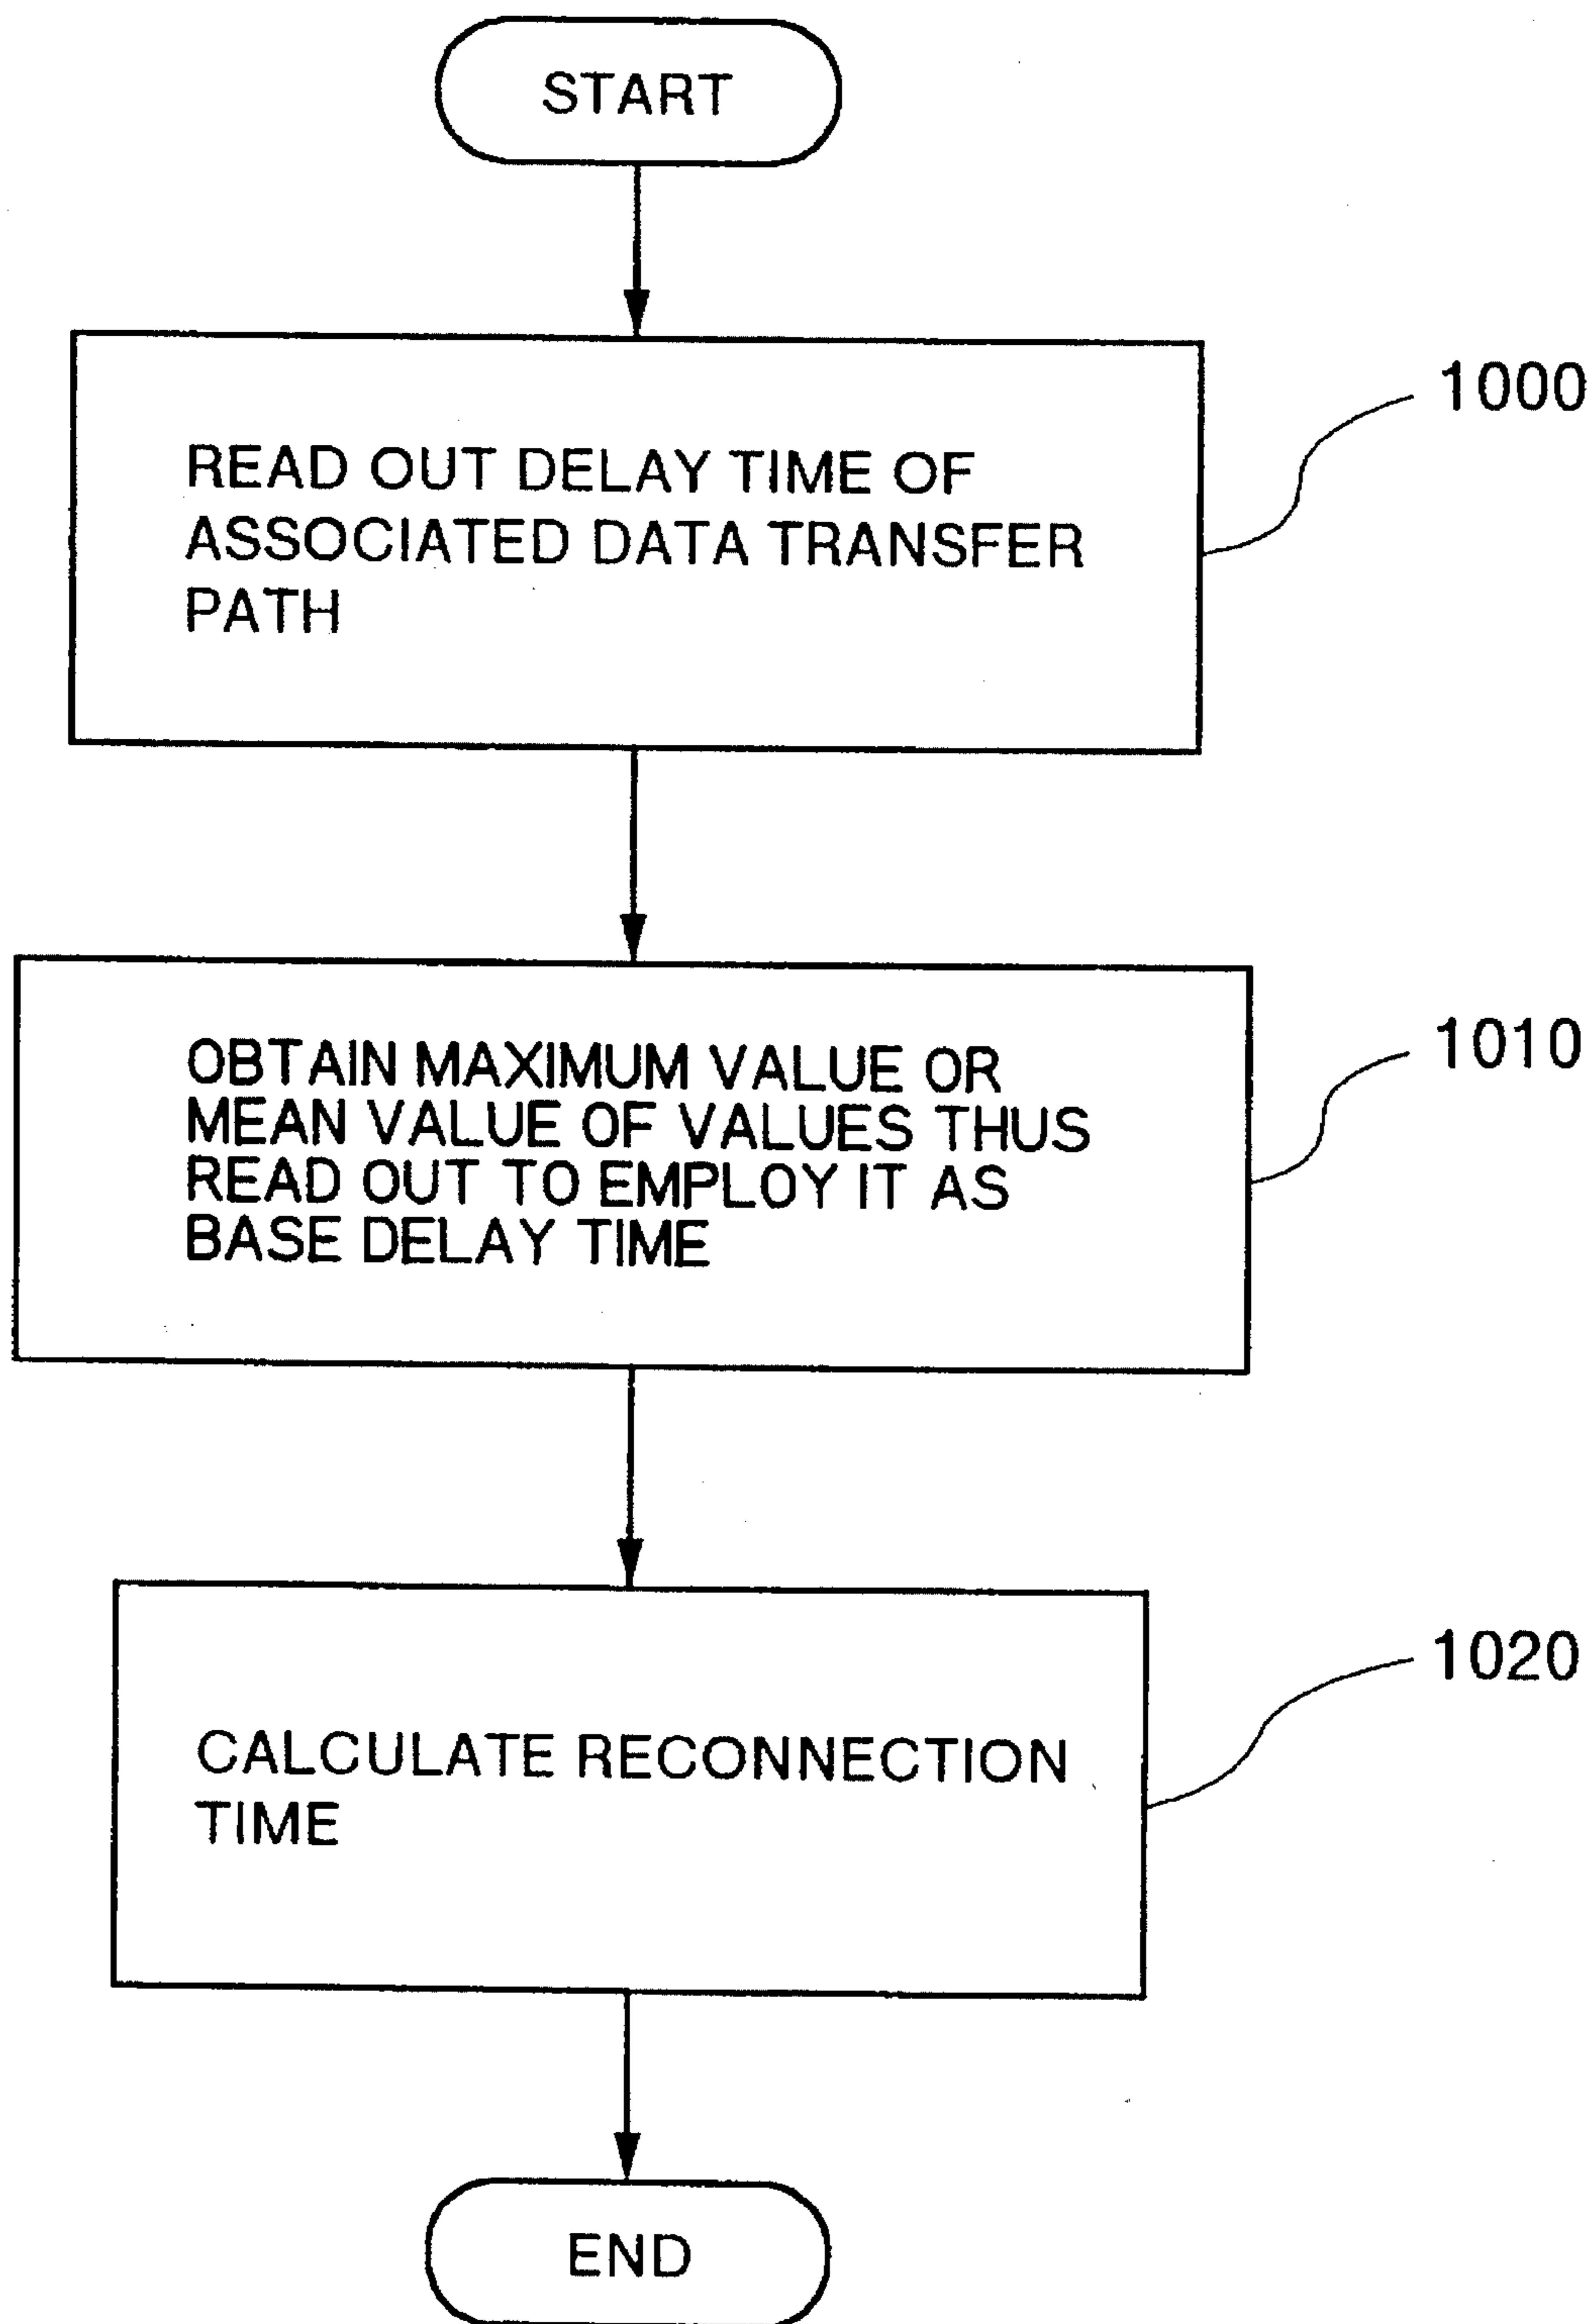 START
READ OUT DELAY TIME OF
ASSOCIATED DATA TRANSFER
PATH
1000
OBTAIN MAXIMUM VALUE OR
MEAN VALUE OF VALUES THUS
READ OUT TO EMPLOY IT AS
BASE DELAY TIME
1010
CALCULATE RECONNECTION
TIME
1020
END